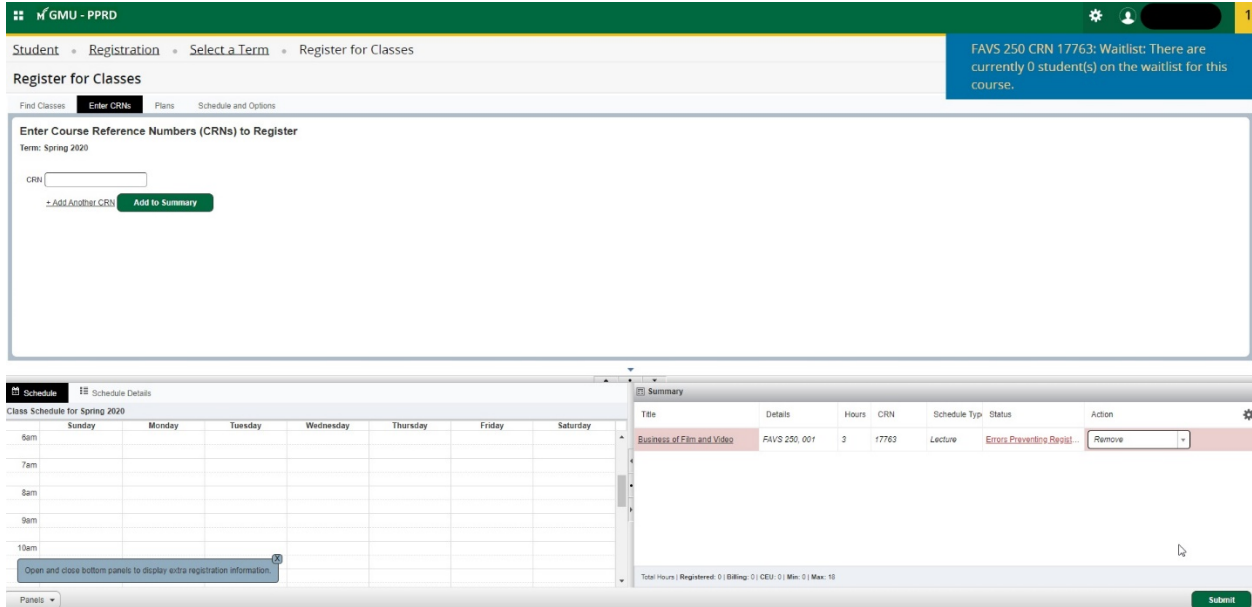 GMU - PPRD
1
Student • Registration • Select a Term • Register for Classes
FAVS 250 CRN 17763: Waitlist: There are
currently 0 student(s) on the waitlist for this
course.
Register for Classes
Find Classes Enter CRNs Plans Schedule and Options
Enter Course Reference Numbers (CRNs) to Register
Term: Spring 2020
CRN
+ Add Another CRN Add to Summary
Schedule Schedule Details
Summary
Class Schedule for Spring 2020
Title Details Hours CRN Schedule Typ Status Action
Sunday Monday Tuesday Wednesday Thursday Friday Saturday
Business of Film and Video FAVS 250, 001 3 17763 Lecture Errors Preventing Regist... Remove
6am
7am
8am
9am
10am
Open and close bottom panels to display extra registration information.
X
Total Hours | Registered: 0 | Billing: 0 | CEU: 0 | Min: 0 | Max: 18
Panels
Submit